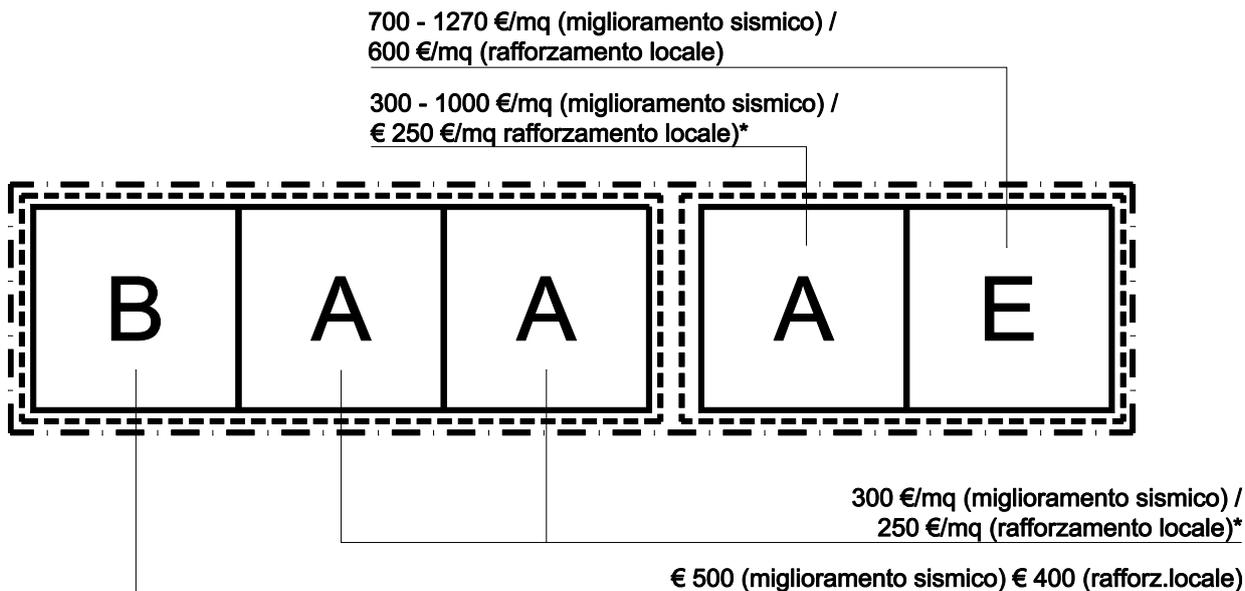 700 - 1270 €/mq (miglioramento sismico) /
600 €/mq (rafforzamento locale)
300 - 1000 €/mq (miglioramento sismico) /
€ 250 €/mq rafforzamento locale)*
B A A A E
300 €/mq (miglioramento sismico) /
250 €/mq (rafforzamento locale)*
€ 500 (miglioramento sismico) € 400 (rafforz.locale)